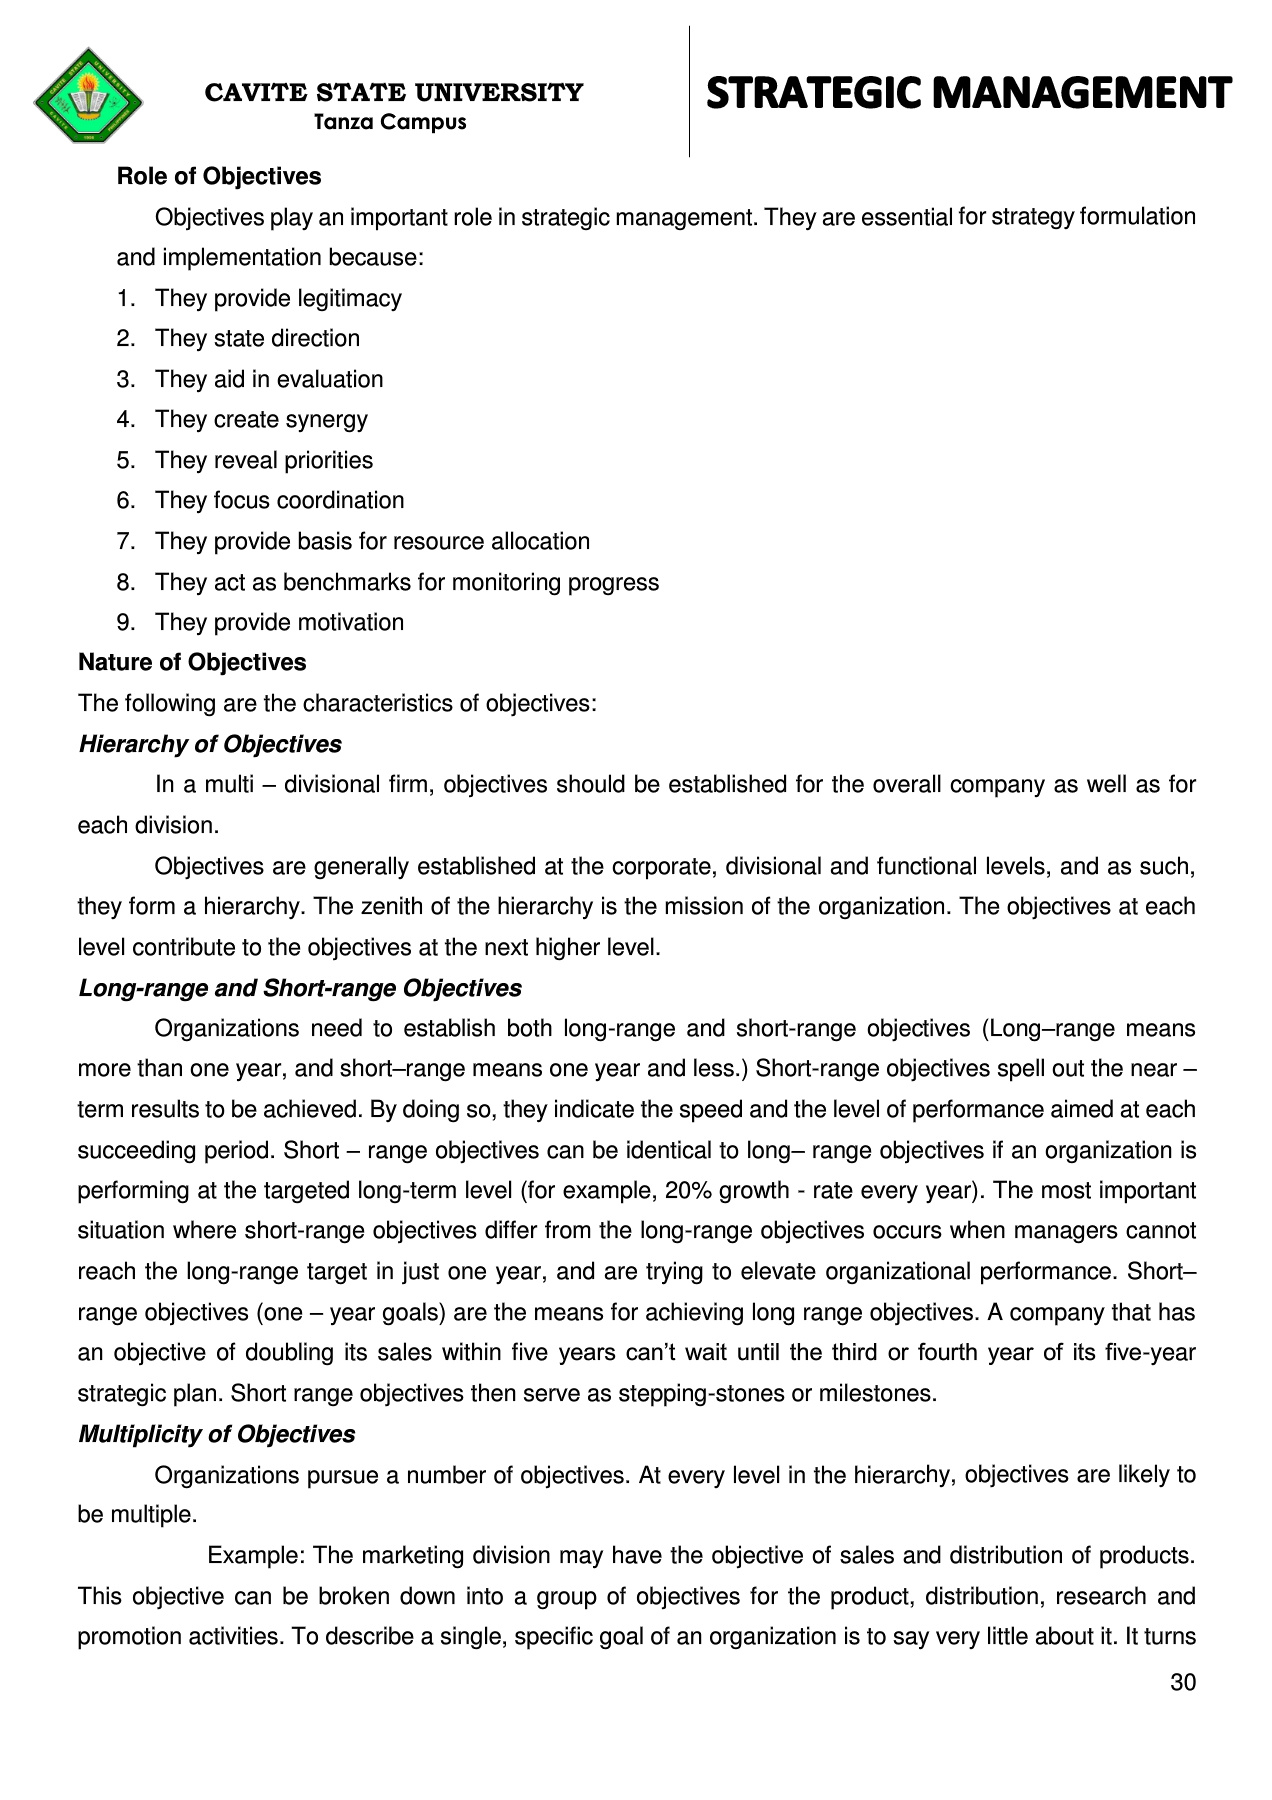 CAVITE STATE UNIVERSITY
Tanza Campus
STRATEGIC MANAGEMENT
Role of Objectives
Objectives play an important role in strategic management. They are essential for strategy formulation
and implementation because:
1. They provide legitimacy
2. They state direction
3. They aid in evaluation
4. They create synergy
5. They reveal priorities
6. They focus coordination
7. They provide basis for resource allocation
8. They act as benchmarks for monitoring progress
9. They provide motivation
Nature of Objectives
The following are the characteristics of objectives:
Hierarchy of Objectives
In a multi – divisional firm, objectives should be established for the overall company as well as for
each division.
Objectives are generally established at the corporate, divisional and functional levels, and as such,
they form a hierarchy. The zenith of the hierarchy is the mission of the organization. The objectives at each
level contribute to the objectives at the next higher level.
Long-range and Short-range Objectives
Organizations need to establish both long-range and short-range objectives (Long–range means
more than one year, and short–range means one year and less.) Short-range objectives spell out the near –
term results to be achieved. By doing so, they indicate the speed and the level of performance aimed at each
succeeding period. Short – range objectives can be identical to long– range objectives if an organization is
performing at the targeted long-term level (for example, 20% growth - rate every year). The most important
situation where short-range objectives differ from the long-range objectives occurs when managers cannot
reach the long-range target in just one year, and are trying to elevate organizational performance. Short–
range objectives (one – year goals) are the means for achieving long range objectives. A company that has
an objective of doubling its sales within five years can’t wait until the third or fourth year of its five-year
strategic plan. Short range objectives then serve as stepping-stones or milestones.
Multiplicity of Objectives
Organizations pursue a number of objectives. At every level in the hierarchy, objectives are likely to
be multiple.
Example: The marketing division may have the objective of sales and distribution of products.
This objective can be broken down into a group of objectives for the product, distribution, research and
promotion activities. To describe a single, specific goal of an organization is to say very little about it. It turns
30